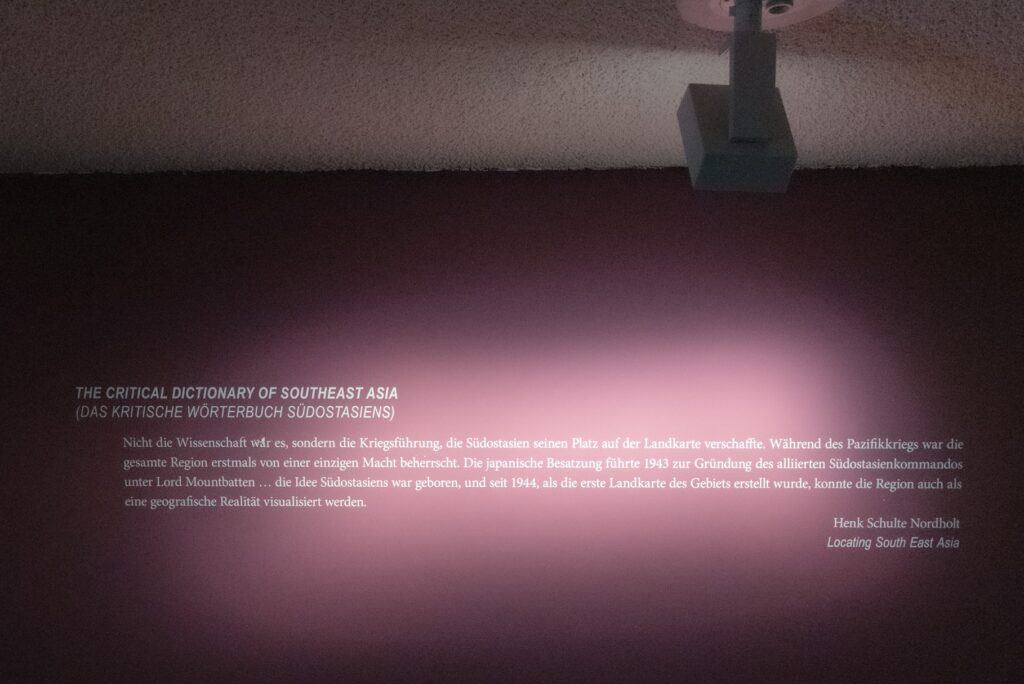 THE CRITICAL DICTIONARY OF SOUTHEAST ASIA
(DAS KRITISCHE WÖRTERBUCH SÜDOSTASIENS)
Nicht die Wissenschaft war es, sondern die Kriegsführung, die Südostasien seinen Platz auf der Landkarte verschaffte. Während des Pazifikkriegs war die
gesamte Region erstmals von einer einzigen Macht beherrscht. Die japanische Besatzung führte 1943 zur Gründung des alliierten Südostasienkommandos
unter Lord Mountbatten … die Idee Südostasiens war geboren, und seit 1944, als die erste Landkarte des Gebiets erstellt wurde, konnte die Region auch als
eine geografische Realität visualisiert werden.
Henk Schulte Nordholt
Locating South East Asia